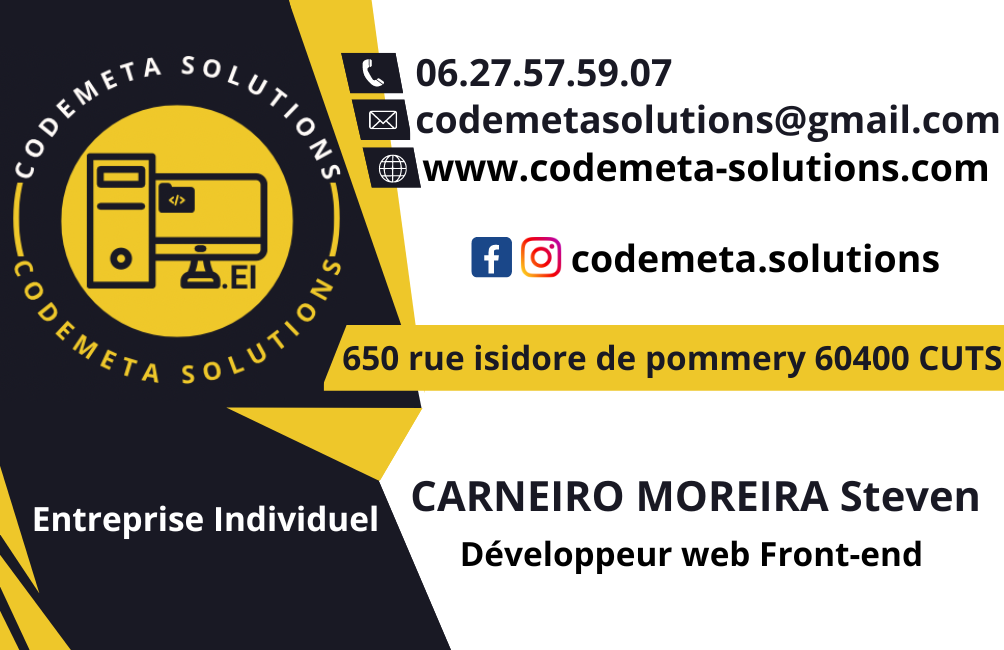 CODEMETA SOLUTIONS
</>
.EI
CODEMETA SOLUTIONS
06.27.57.59.07
codemetasolutions@gmail.com
www.codemeta-solutions.com
codemeta.solutions
650 rue isidore de pommery 60400 CUTS
Entreprise Individuel
CARNEIRO MOREIRA Steven
Développeur web Front-end